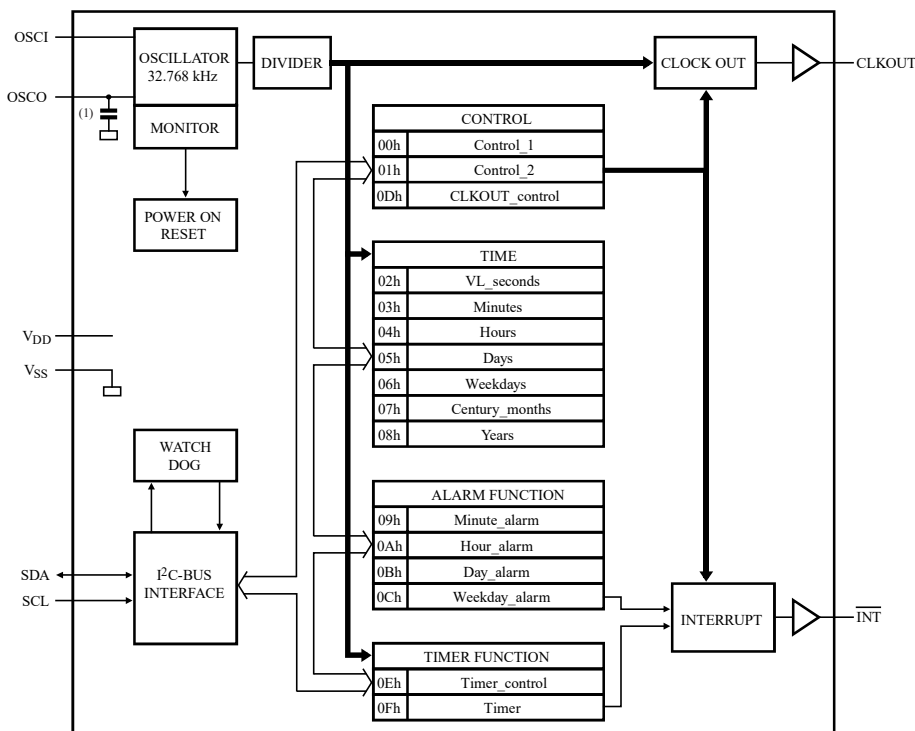 OSCI
OSCO
(1)
OSCILLATOR
32.768 kHz
MONITOR
DIVIDER
POWER ON
RESET
VDD
VSS
WATCH
DOG
I2C-BUS
INTERFACE
SDA
SCL
CONTROL
00h Control_1
01h Control_2
0Dh CLKOUT_control
TIME
02h VL_seconds
03h Minutes
04h Hours
05h Days
06h Weekdays
07h Century_months
08h Years
ALARM FUNCTION
09h Minute_alarm
0Ah Hour_alarm
0Bh Day_alarm
0Ch Weekday_alarm
TIMER FUNCTION
0Eh Timer_control
0Fh Timer
CLOCK OUT
CLKOUT
INTERRUPT
INT